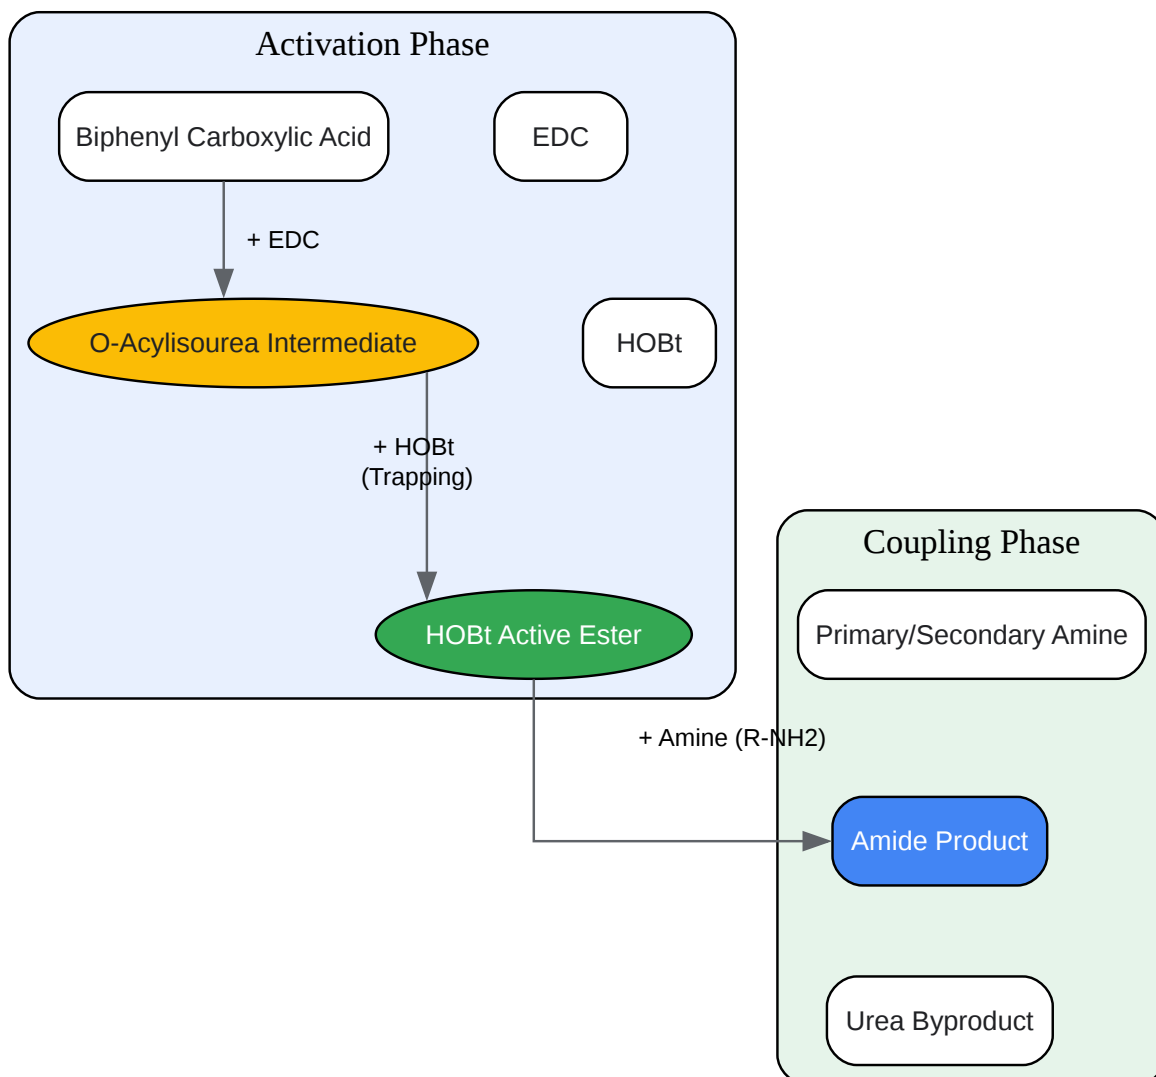 Activation Phase
Biphenyl Carboxylic Acid
EDC
+ EDC
O-Acylisourea Intermediate
HOBt
+ HOBt
(Trapping)
HOBt Active Ester
Coupling Phase
Primary/Secondary Amine
+ Amine (R-NH2)
Amide Product
Urea Byproduct